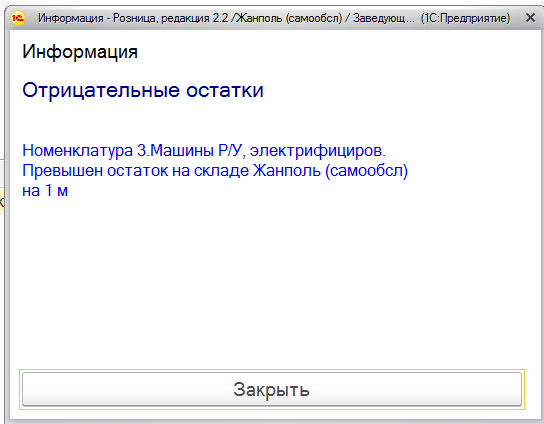 1С Информация - Розница, редакция 2.2 /Жанполь (самообсл) / Заведующ... (1С:Предприятие)
Информация
Отрицательные остатки
Номенклатура 3.Машины Р/У, электрифициров.
Превышен остаток на складе Жанполь (самообсл)
на 1 м
Закрыть